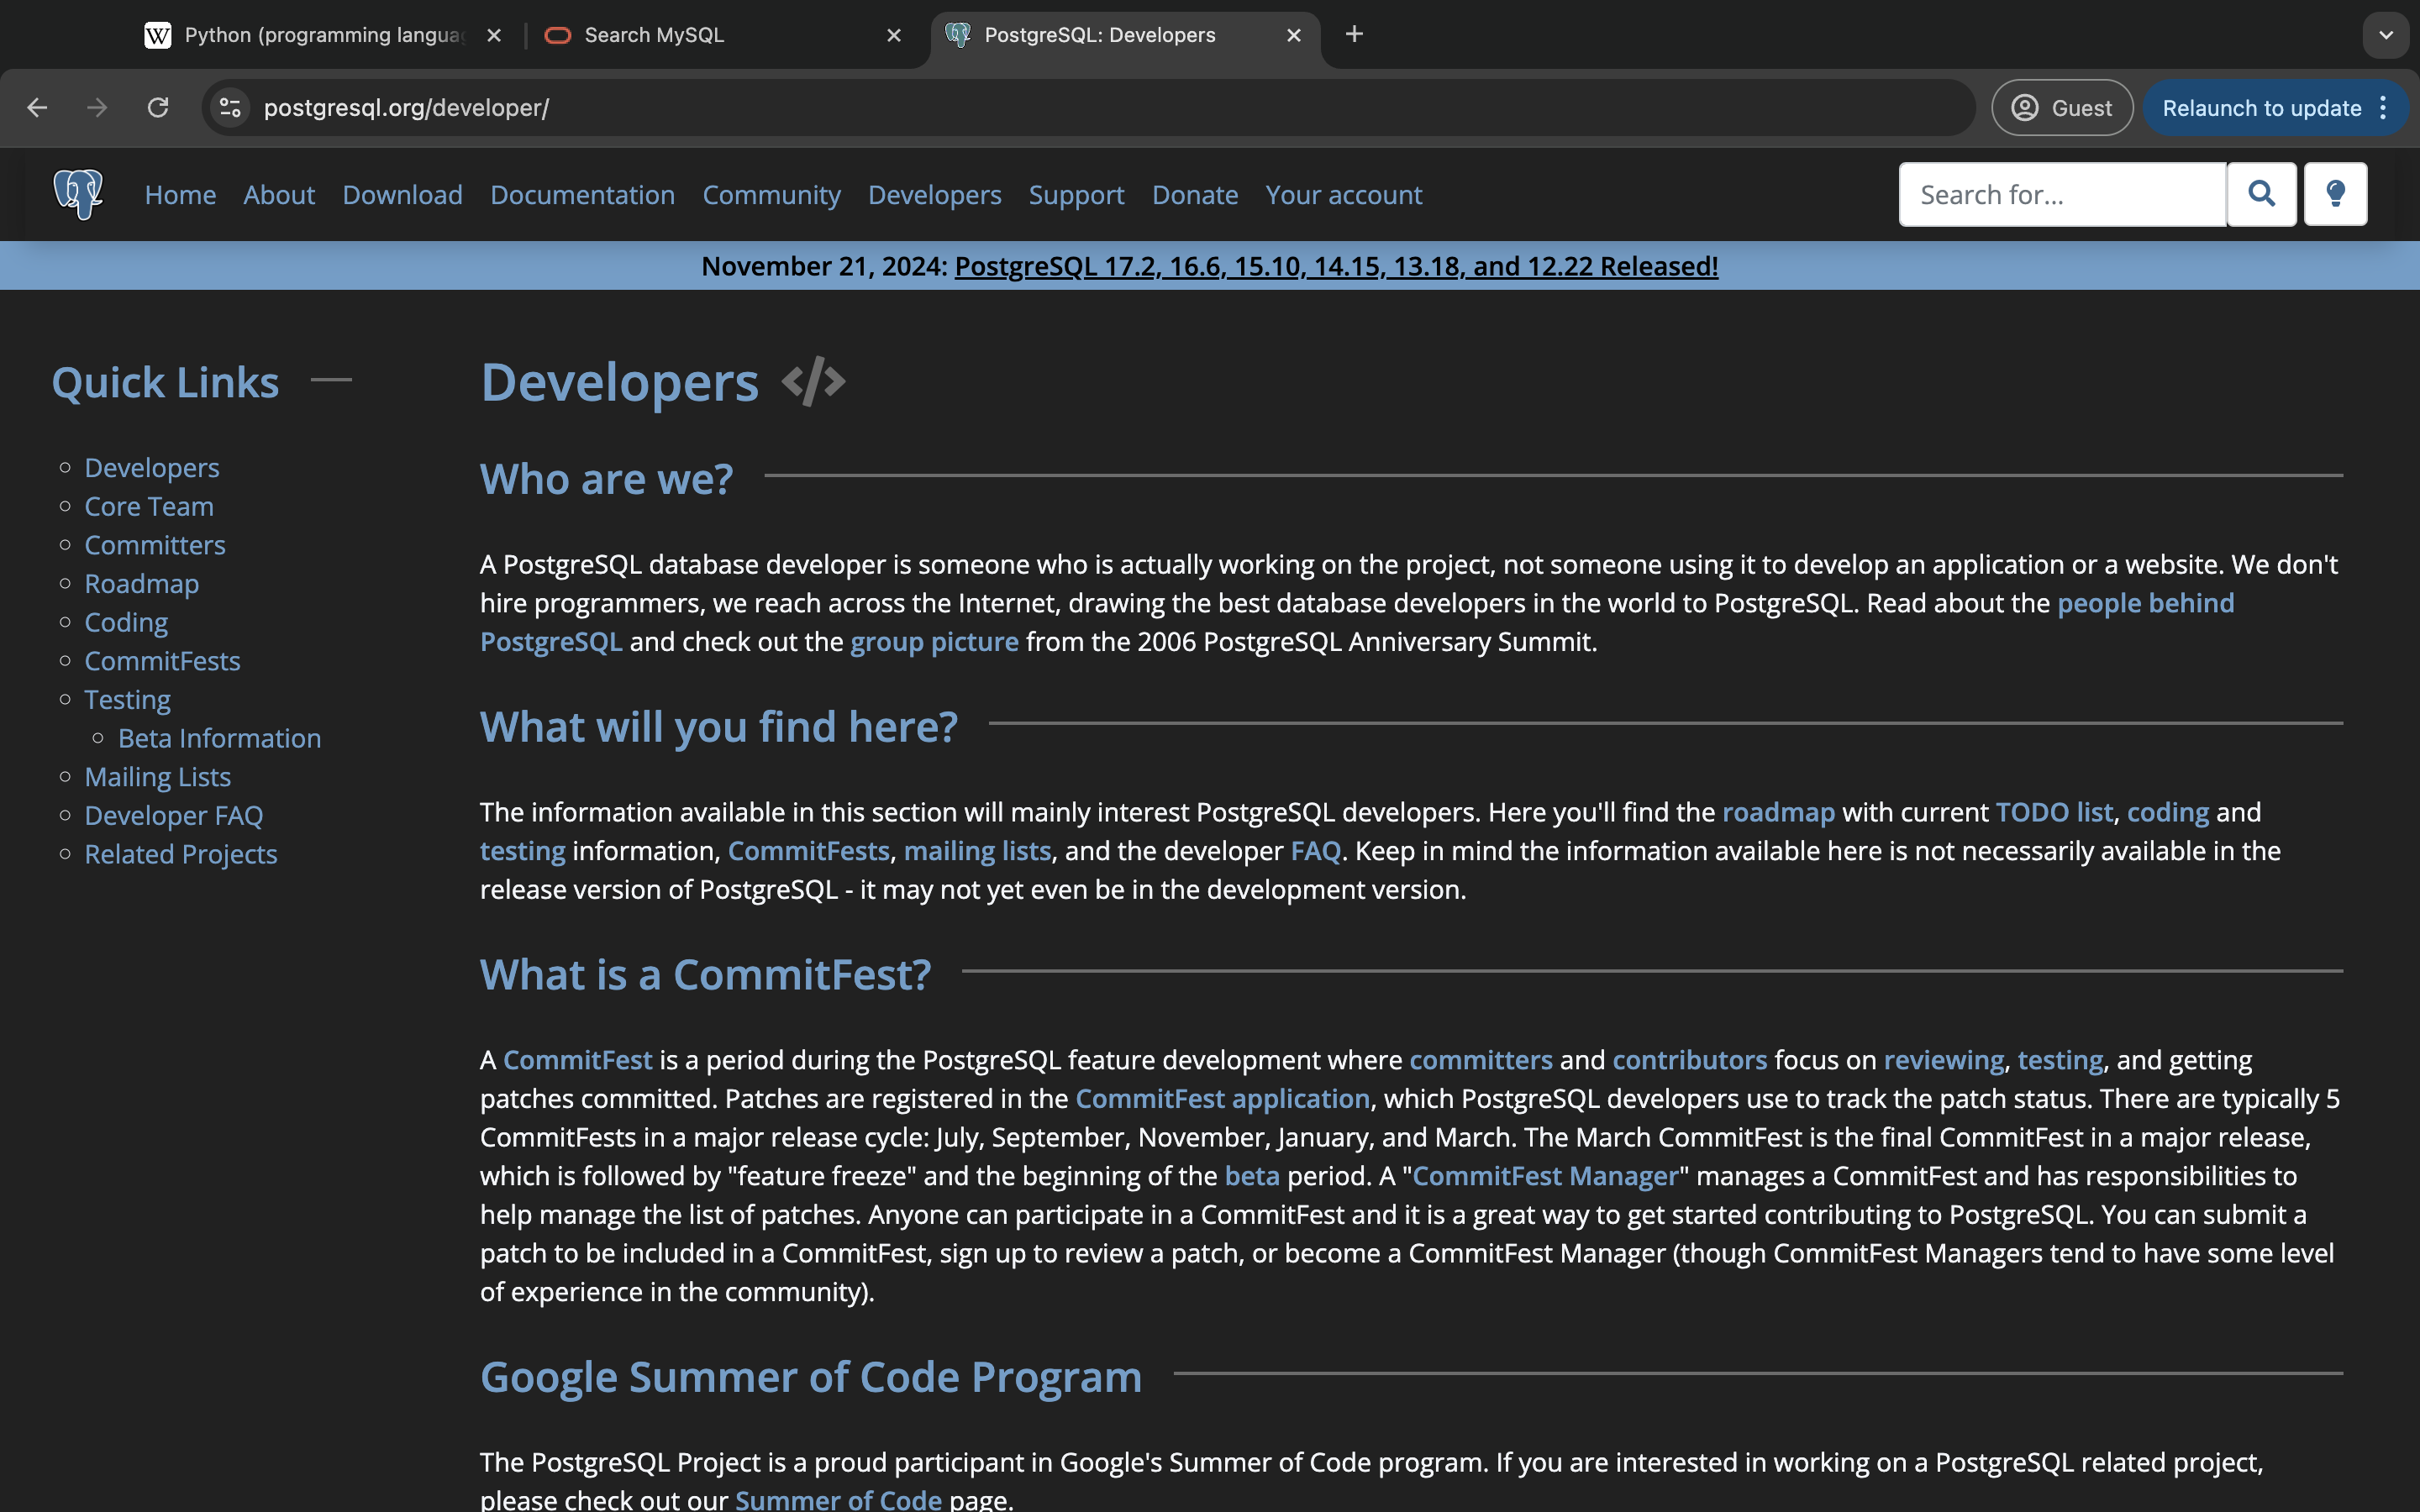 Python (programming langua
Search MySQL
PostgreSQL: Developers
postgresql.org/developer/
Guest
Relaunch to update
Home
About
Download
Documentation
Community
Developers
Support
Donate
Your account
Search for...
November 21, 2024: PostgreSQL 17.2, 16.6, 15.10, 14.15, 13.18, and 12.22 Released!
Quick Links
Developers
Core Team
Committers
Roadmap
Coding
CommitFests
Testing
Beta Information
Mailing Lists
Developer FAQ
Related Projects
Developers </>
Who are we?
A PostgreSQL database developer is someone who is actually working on the project, not someone using it to develop an application or a website. We don't
hire programmers, we reach across the Internet, drawing the best database developers in the world to PostgreSQL. Read about the people behind
PostgreSQL and check out the group picture from the 2006 PostgreSQL Anniversary Summit.
What will you find here?
The information available in this section will mainly interest PostgreSQL developers. Here you'll find the roadmap with current TODO list, coding and
testing information, CommitFests, mailing lists, and the developer FAQ. Keep in mind the information available here is not necessarily available in the
release version of PostgreSQL - it may not yet even be in the development version.
What is a CommitFest?
A CommitFest is a period during the PostgreSQL feature development where committers and contributors focus on reviewing, testing, and getting
patches committed. Patches are registered in the CommitFest application, which PostgreSQL developers use to track the patch status. There are typically 5
CommitFests in a major release cycle: July, September, November, January, and March. The March CommitFest is the final CommitFest in a major release,
which is followed by "feature freeze" and the beginning of the beta period. A "CommitFest Manager" manages a CommitFest and has responsibilities to
help manage the list of patches. Anyone can participate in a CommitFest and it is a great way to get started contributing to PostgreSQL. You can submit a
patch to be included in a CommitFest, sign up to review a patch, or become a CommitFest Manager (though CommitFest Managers tend to have some level
of experience in the community).
Google Summer of Code Program
The PostgreSQL Project is a proud participant in Google's Summer of Code program. If you are interested in working on a PostgreSQL related project,
please check out our Summer of Code page.